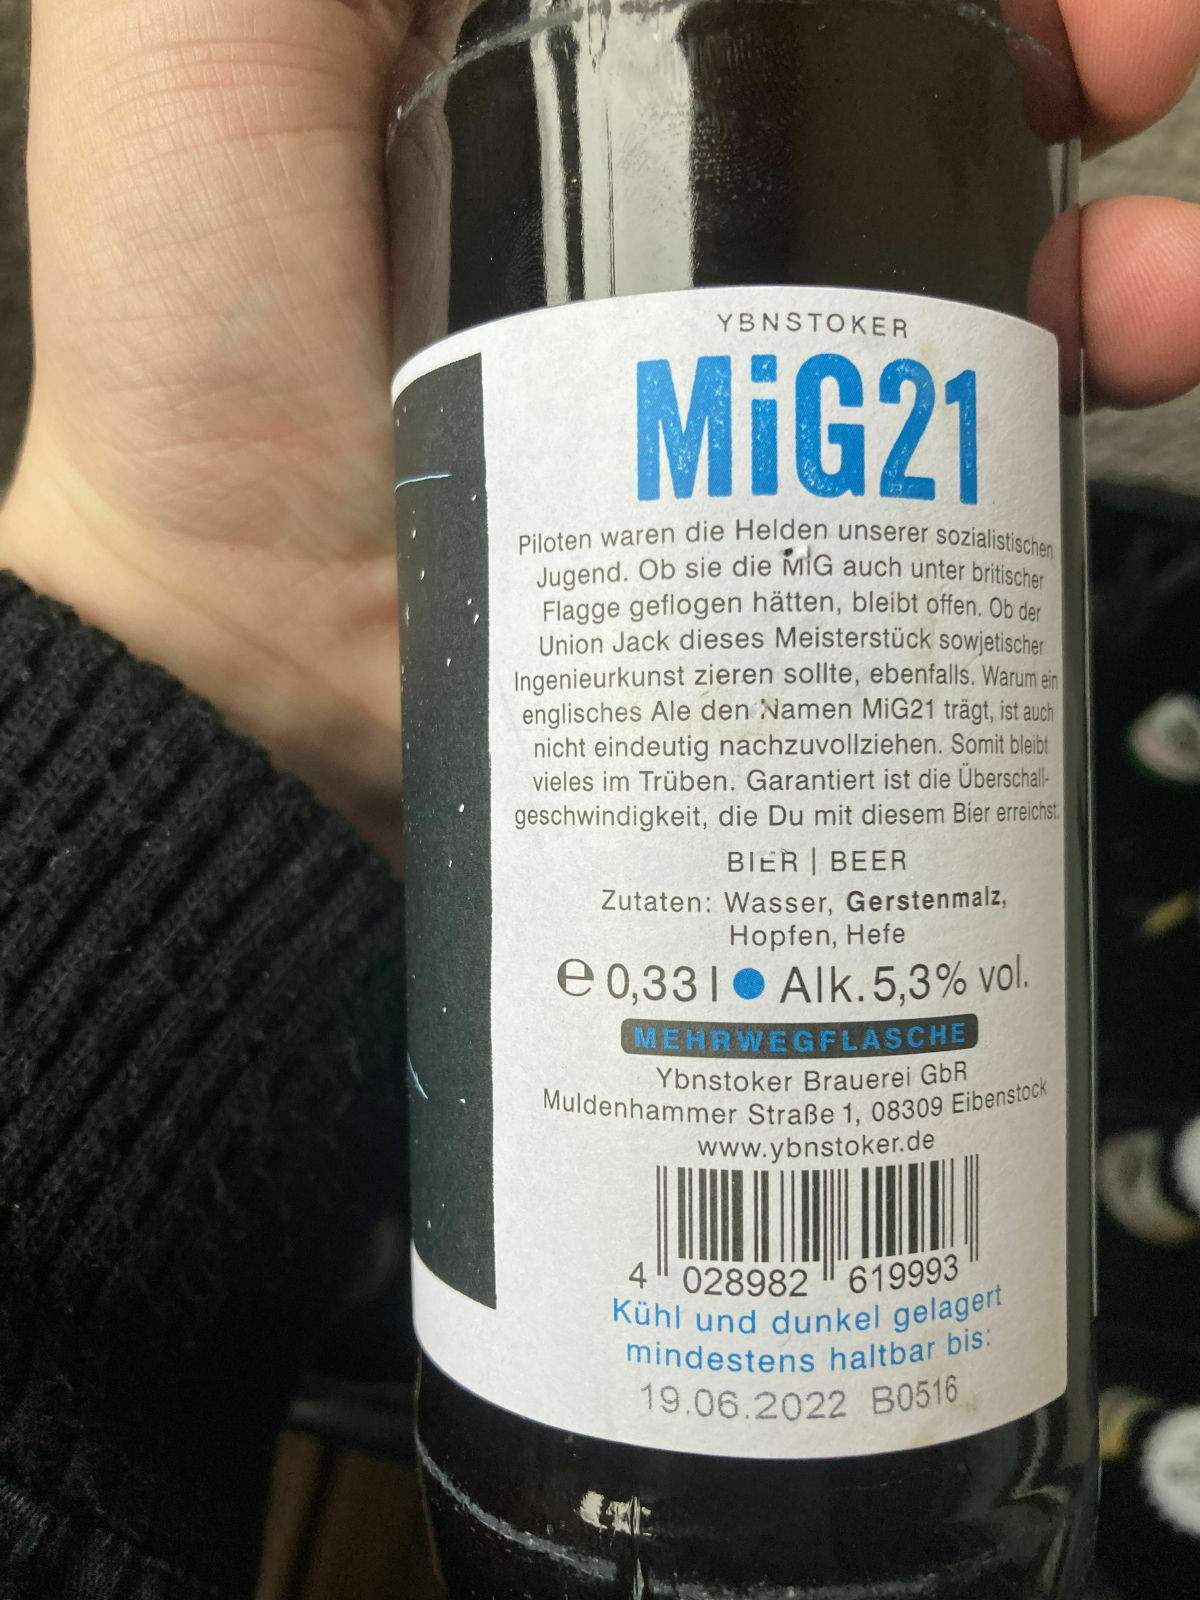 YBNSTOKER
MiG21
Piloten waren die Helden unserer sozialistischen
Jugend. Ob sie die MiG auch unter britischer
Flagge geflogen hätten, bleibt offen. Ob der
Union Jack dieses Meisterstück sowjetischer
Ingenieurkunst zieren sollte, ebenfalls. Warum ein
englisches Ale den Namen MiG21 trägt, ist auch
nicht eindeutig nachzuvollziehen. Somit bleibt
vieles im Trüben. Garantiert ist die Überschall-
geschwindigkeit, die Du mit diesem Bier erreichst.
BIER | BEER
Zutaten: Wasser, Gerstenmalz,
Hopfen, Hefe
℮ 0,33 l ● Alk. 5,3% vol.
MEHRWEGFLASCHE
Ybnstoker Brauerei GbR
Muldenhammer Straße 1, 08309 Eibenstock
www.ybnstoker.de
4 028982 619993
Kühl und dunkel gelagert
mindestens haltbar bis:
19.06.2022 B0516